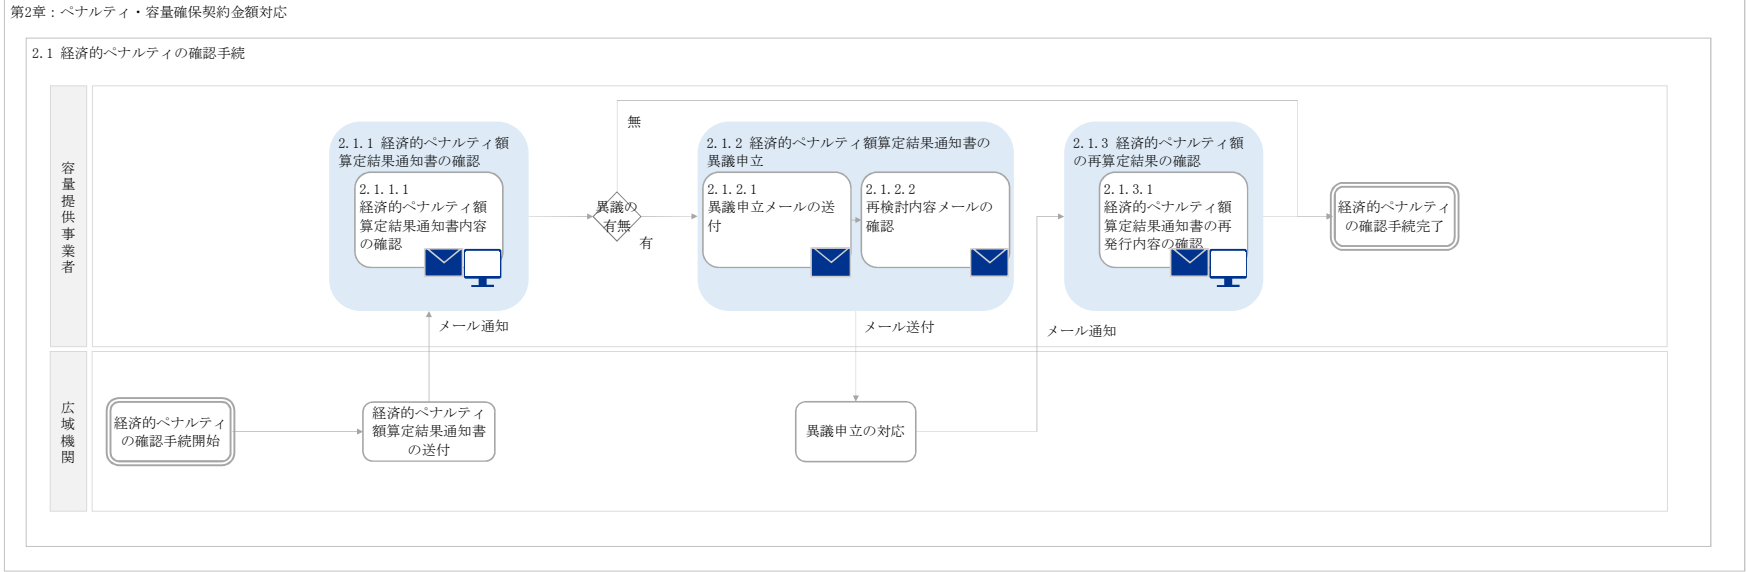 第2章：ペナルティ・容量確保契約金額対応
2.1 経済的ペナルティの確認手続
容量提供事業者
2.1.1 経済的ペナルティ額
算定結果通知書の確認
2.1.1.1
経済的ペナルティ額
算定結果通知書内容
の確認
異議の
有無
無
有
2.1.2 経済的ペナルティ額算定結果通知書の
異議申立
2.1.2.1
異議申立メールの送
付
2.1.2.2
再検討内容メールの
確認
2.1.3 経済的ペナルティ額
の再算定結果の確認
2.1.3.1
経済的ペナルティ額
算定結果通知書の再
発行内容の確認
経済的ペナルティ
の確認手続完了
メール通知
メール送付
メール通知
広域機関
経済的ペナルティ
の確認手続開始
経済的ペナルティ
額算定結果通知書
の送付
異議申立の対応